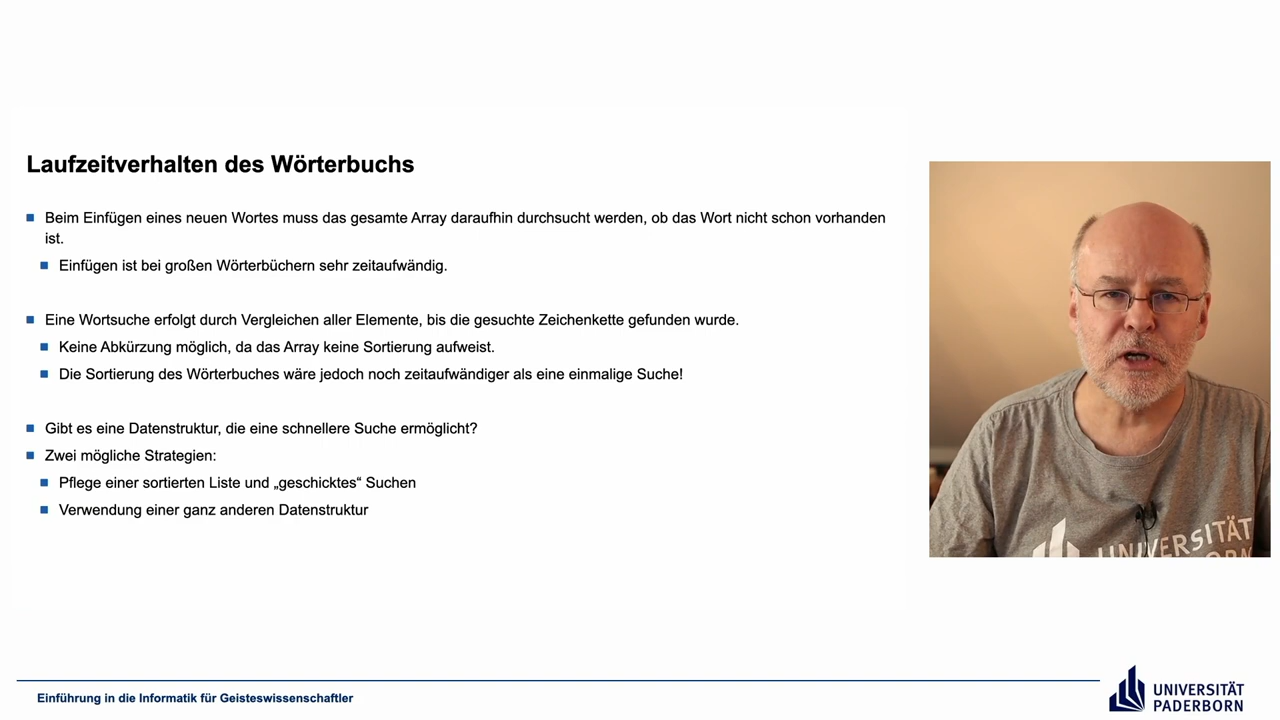 Laufzeitverhalten des Wörterbuchs
Beim Einfügen eines neuen Wortes muss das gesamte Array daraufhin durchsucht werden, ob das Wort nicht schon vorhanden
ist.
Einfügen ist bei großen Wörterbüchern sehr zeitaufwändig.
Eine Wortsuche erfolgt durch Vergleichen aller Elemente, bis die gesuchte Zeichenkette gefunden wurde.
Keine Abkürzung möglich, da das Array keine Sortierung aufweist.
Die Sortierung des Wörterbuches wäre jedoch noch zeitaufwändiger als eine einmalige Suche!
Gibt es eine Datenstruktur, die eine schnellere Suche ermöglicht?
Zwei mögliche Strategien:
Pflege einer sortierten Liste und „geschicktes“ Suchen
Verwendung einer ganz anderen Datenstruktur
UNIVERSITÄT
Einführung in die Informatik für Geisteswissenschaftler
UNIVERSITÄT
PADERBORN